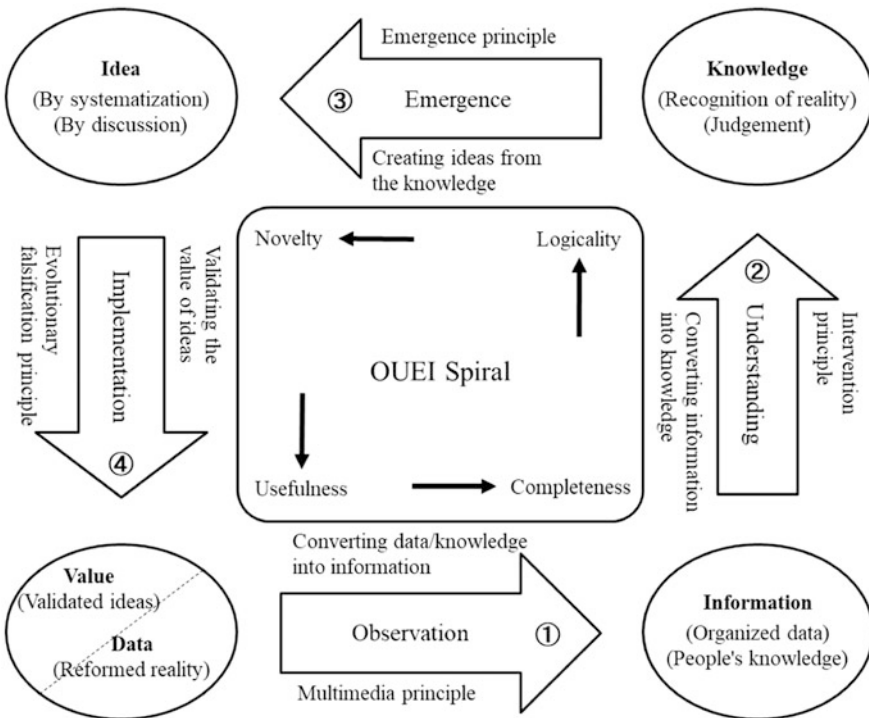 Idea
(By systematization)
(By discussion)
Emergence principle
③
Emergence
Creating ideas from
the knowledge
Knowledge
(Recognition of reality)
(Judgement)
Evolutionary
falsification principle
Implementation
④
Validating the
value of ideas
Novelty
Logicality
OUEI Spiral
Usefulness
Completeness
②
Understanding
Converting information
into knowledge
Intervention
principle
Value
(Validated ideas)
Data
(Reformed reality)
Converting data/knowledge
into information
Observation
①
Multimedia principle
Information
(Organized data)
(People's knowledge)